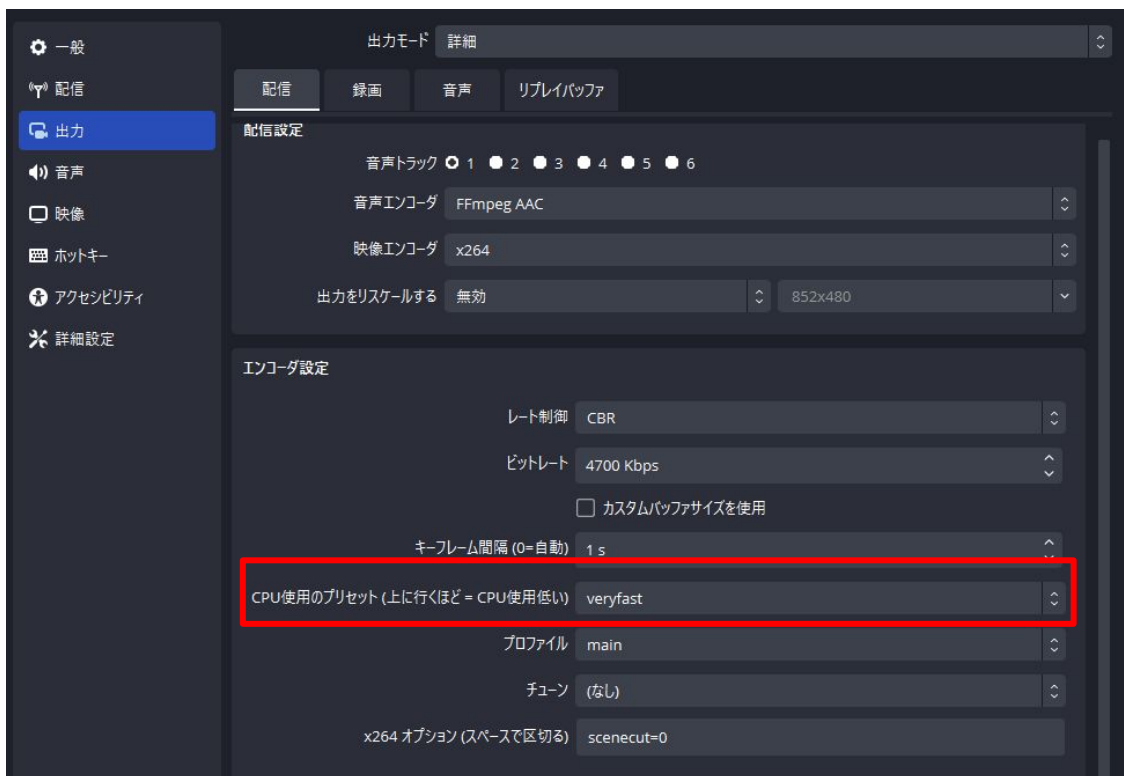 一般
配信
出力
音声
映像
ホットキー
アクセシビリティ
詳細設定
出力モード 詳細
配信 録画 音声 リプレイバッファ
配信設定
音声トラック 1 2 3 4 5 6
音声エンコーダ FFmpeg AAC
映像エンコーダ x264
出力をリスケールする 無効 852x480
エンコーダ設定
レート制御 CBR
ビットレート 4700 Kbps
カスタムバッファサイズを使用
キーフレーム間隔 (0=自動) 1 s
CPU使用のプリセット (上に行くほど = CPU使用低い) veryfast
プロファイル main
チューン (なし)
x264 オプション (スペースで区切る) scenecut=0